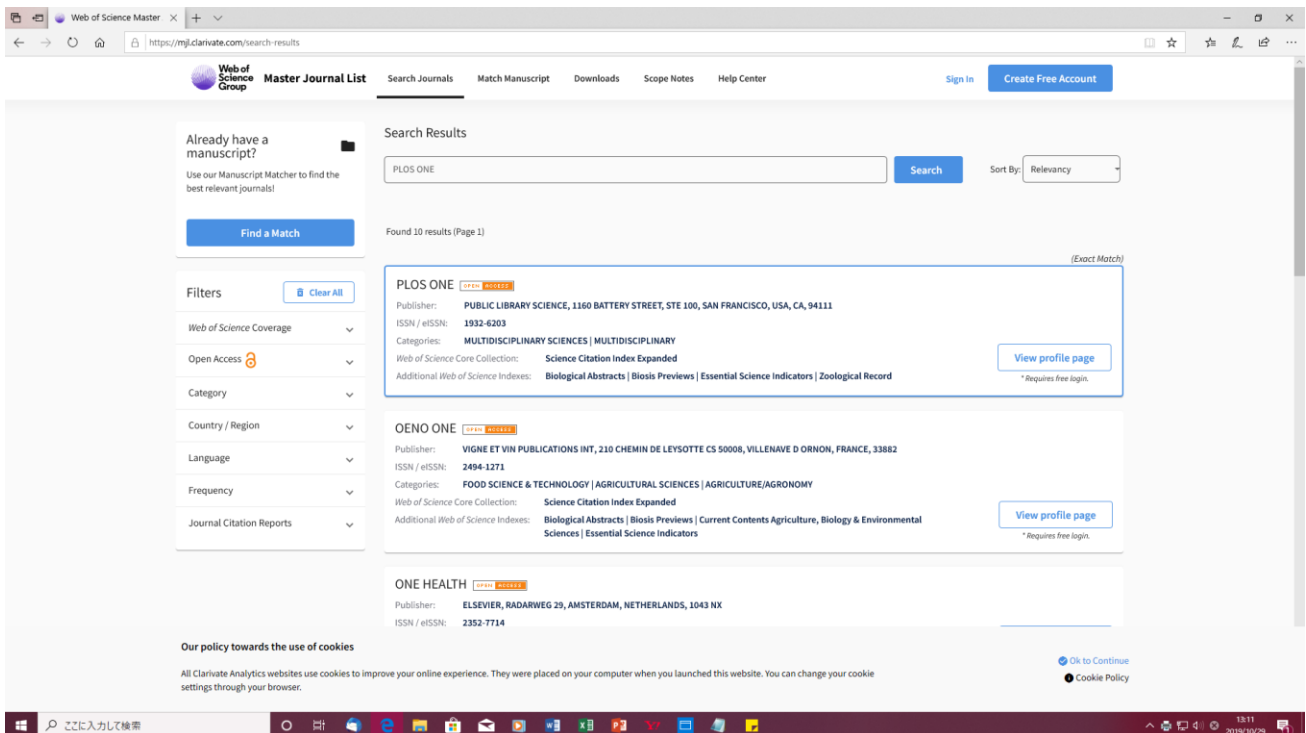 Web of Science Master
https://mjl.clarivate.com/search-results
Web of
Science
Group
Master Journal List
Search Journals
Match Manuscript
Downloads
Scope Notes
Help Center
Sign In
Create Free Account
Already have a
manuscript?
Use our Manuscript Matcher to find the
best relevant journals!
Find a Match
Filters
Clear All
Web of Science Coverage
Open Access
Category
Country / Region
Language
Frequency
Journal Citation Reports
Search Results
PLOS ONE
Search
Sort By:
Relevancy
Found 10 results (Page 1)
(Exact Match)
PLOS ONE OPEN ACCESS
Publisher: PUBLIC LIBRARY SCIENCE, 1160 BATTERY STREET, STE 100, SAN FRANCISCO, USA, CA, 94111
ISSN / eISSN: 1932-6203
Categories: MULTIDISCIPLINARY SCIENCES | MULTIDISCIPLINARY
Web of Science Core Collection: Science Citation Index Expanded
Additional Web of Science Indexes: Biological Abstracts | Biosis Previews | Essential Science Indicators | Zoological Record
View profile page
* Requires free login.
OENO ONE OPEN ACCESS
Publisher: VIGNE ET VIN PUBLICATIONS INT, 210 CHEMIN DE LEYSOTTE CS 50008, VILLENAVE D ORNON, FRANCE, 33882
ISSN / eISSN: 2494-1271
Categories: FOOD SCIENCE & TECHNOLOGY | AGRICULTURAL SCIENCES | AGRICULTURE/AGRONOMY
Web of Science Core Collection: Science Citation Index Expanded
Additional Web of Science Indexes: Biological Abstracts | Biosis Previews | Current Contents Agriculture, Biology & Environmental
Sciences | Essential Science Indicators
View profile page
* Requires free login.
ONE HEALTH OPEN ACCESS
Publisher: ELSEVIER, RADARWEG 29, AMSTERDAM, NETHERLANDS, 1043 NX
ISSN / eISSN: 2352-7714
Our policy towards the use of cookies
All Clarivate Analytics websites use cookies to improve your online experience. They were placed on your computer when you launched this website. You can change your cookie
settings through your browser.
Ok to Continue
Cookie Policy
ここに入力して検索
13:11
2019/10/29